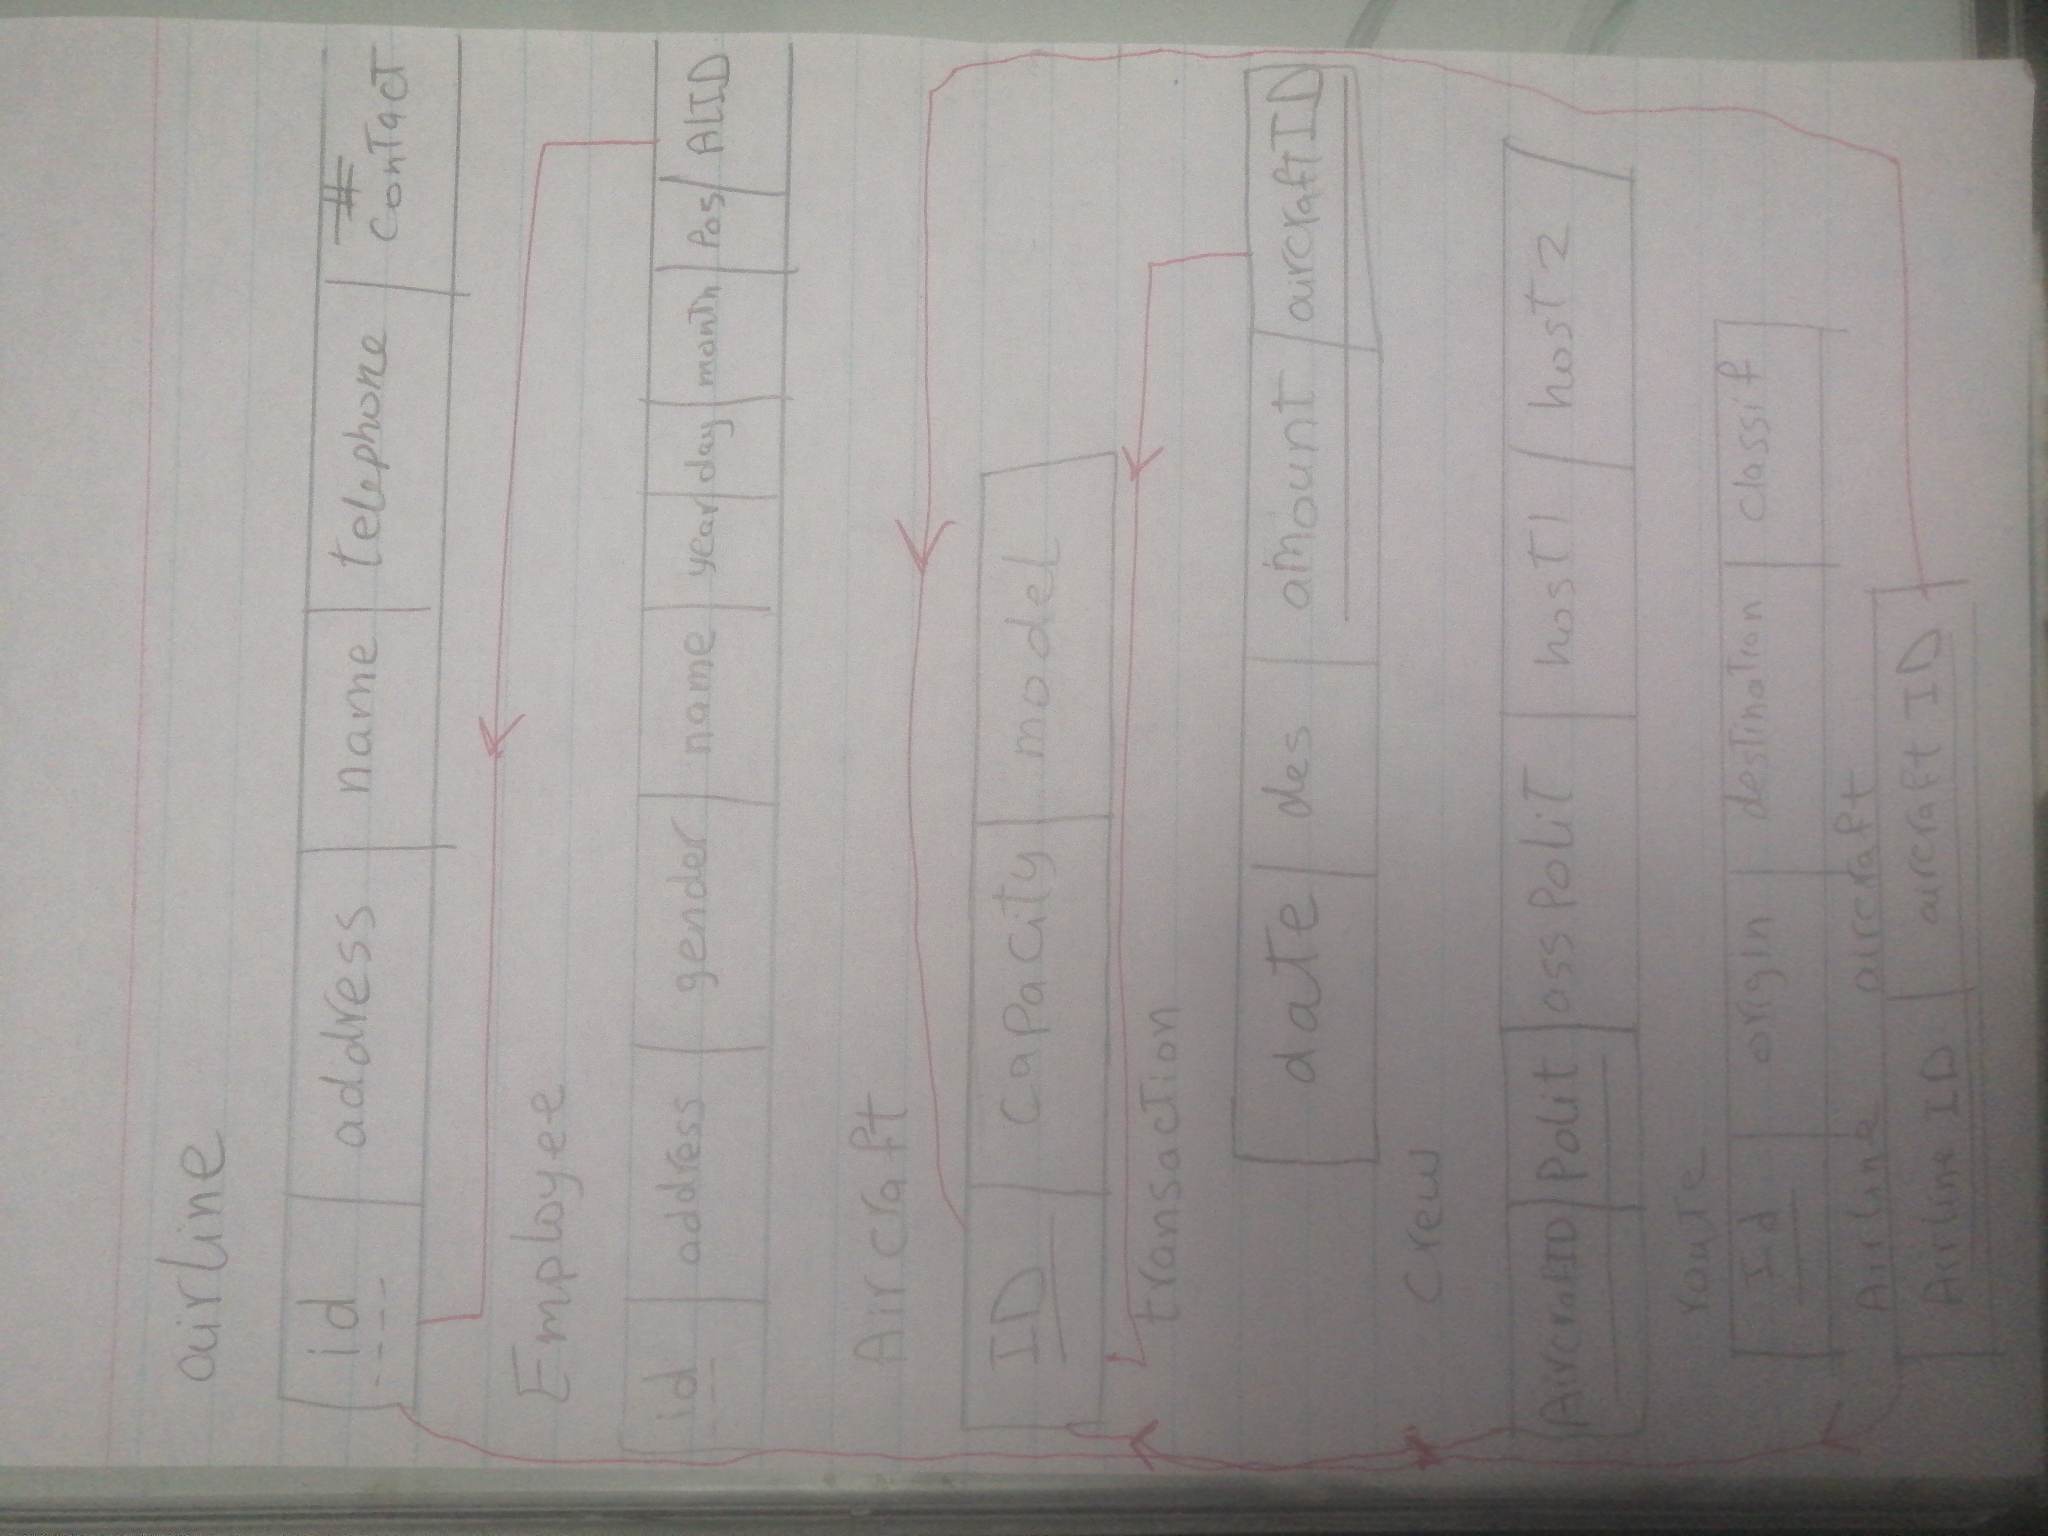 airline
id address name telephone # contact
Employee
id address gender name year day month Pos ALID
Aircraft
ID capacity model
transaction
date des amount aircraftID
Crew
AircrafID Polit ass Polit host1 host2
route
Id origin destination classif
Airline aircraft
Airline ID aircraft ID